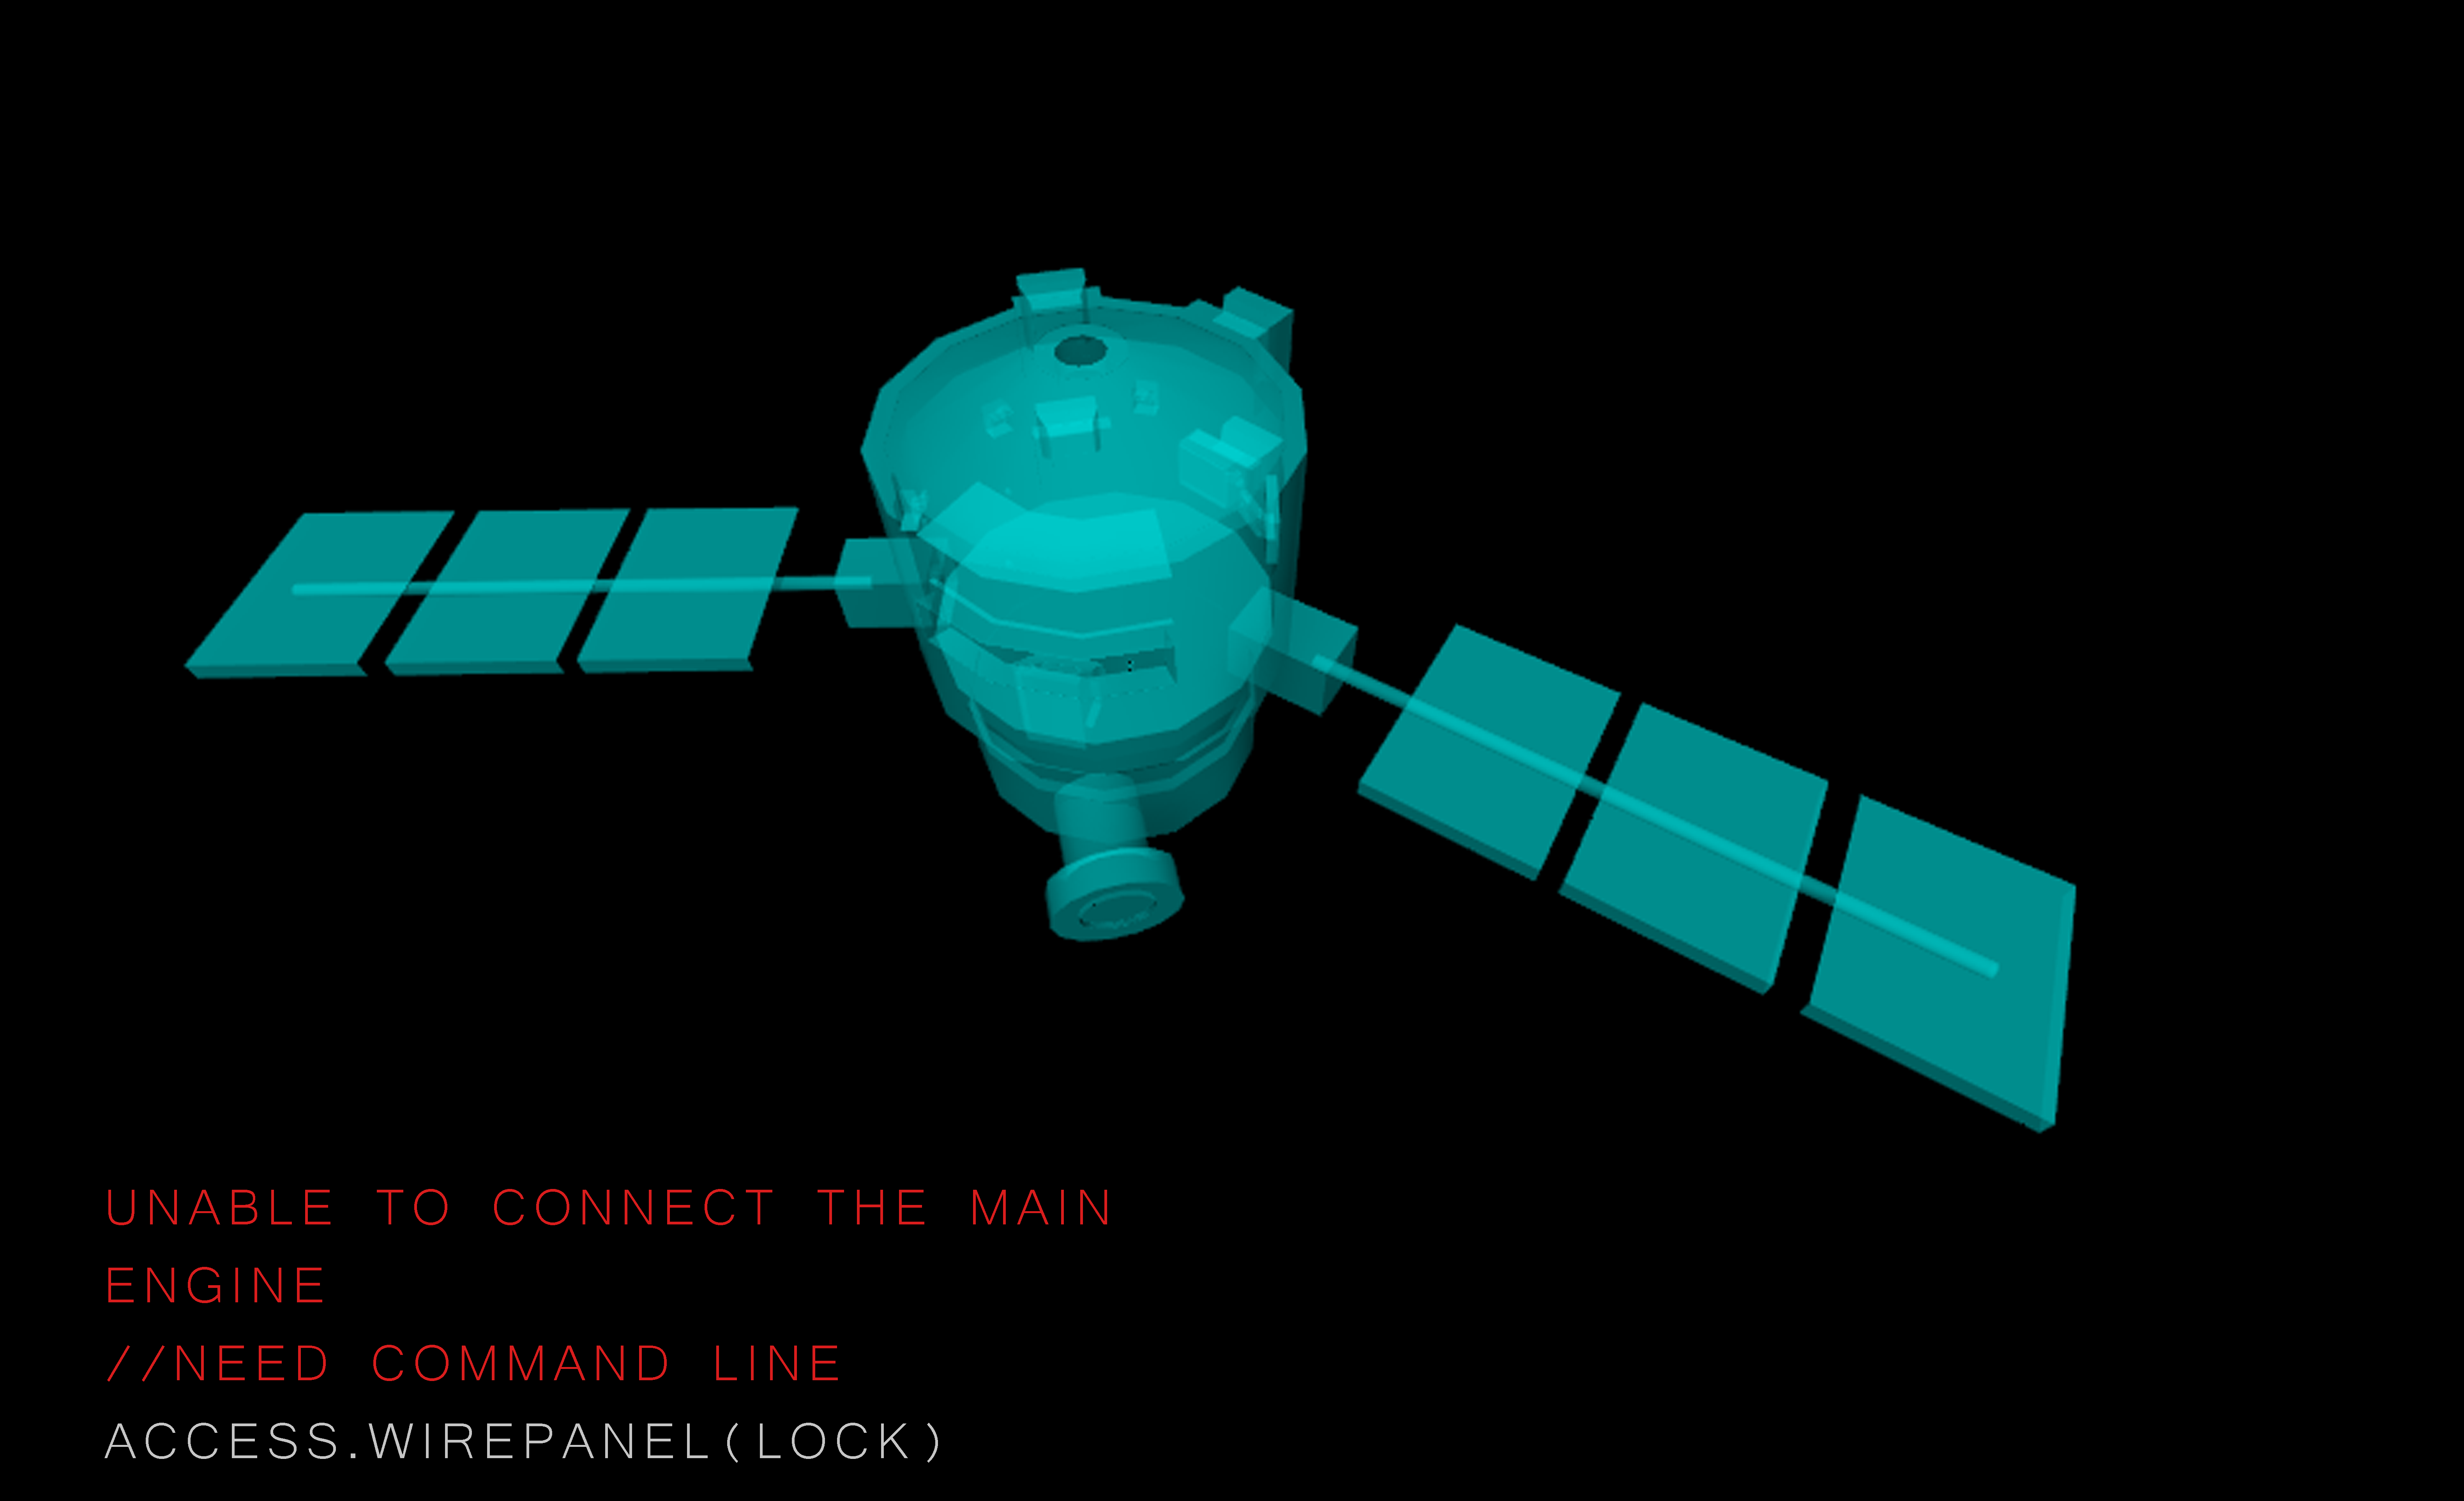 UNABLE TO CONNECT THE MAIN
ENGINE
//NEED COMMAND LINE
ACCESS.WIREPANEL(LOCK)